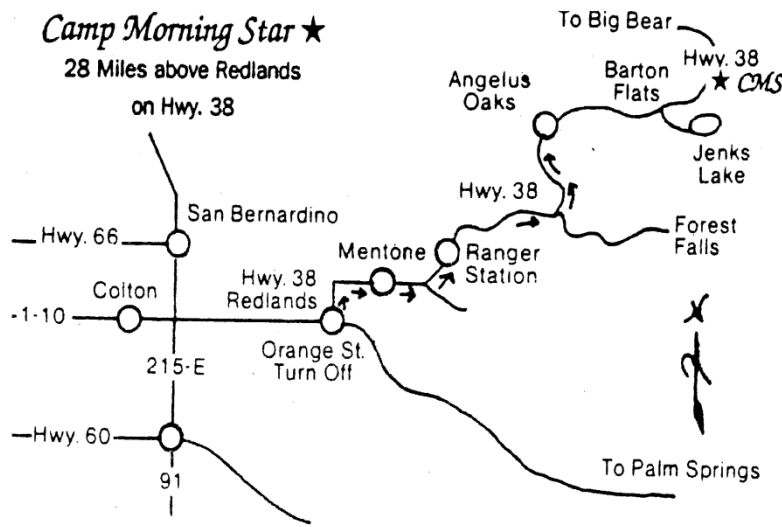 Camp Morning Star ★
28 Miles above Redlands
on Hwy. 38
To Big Bear
Hwy. 38
★ CMS
Barton
Flats
Angelus
Oaks
Jenks
Lake
Hwy. 38
San Bernardino
Hwy. 66
Forest
Falls
Mentone
Ranger
Station
Hwy. 38
Redlands
Colton
-1-10
Orange St.
Turn Off
215-E
Hwy. 60
To Palm Springs
91